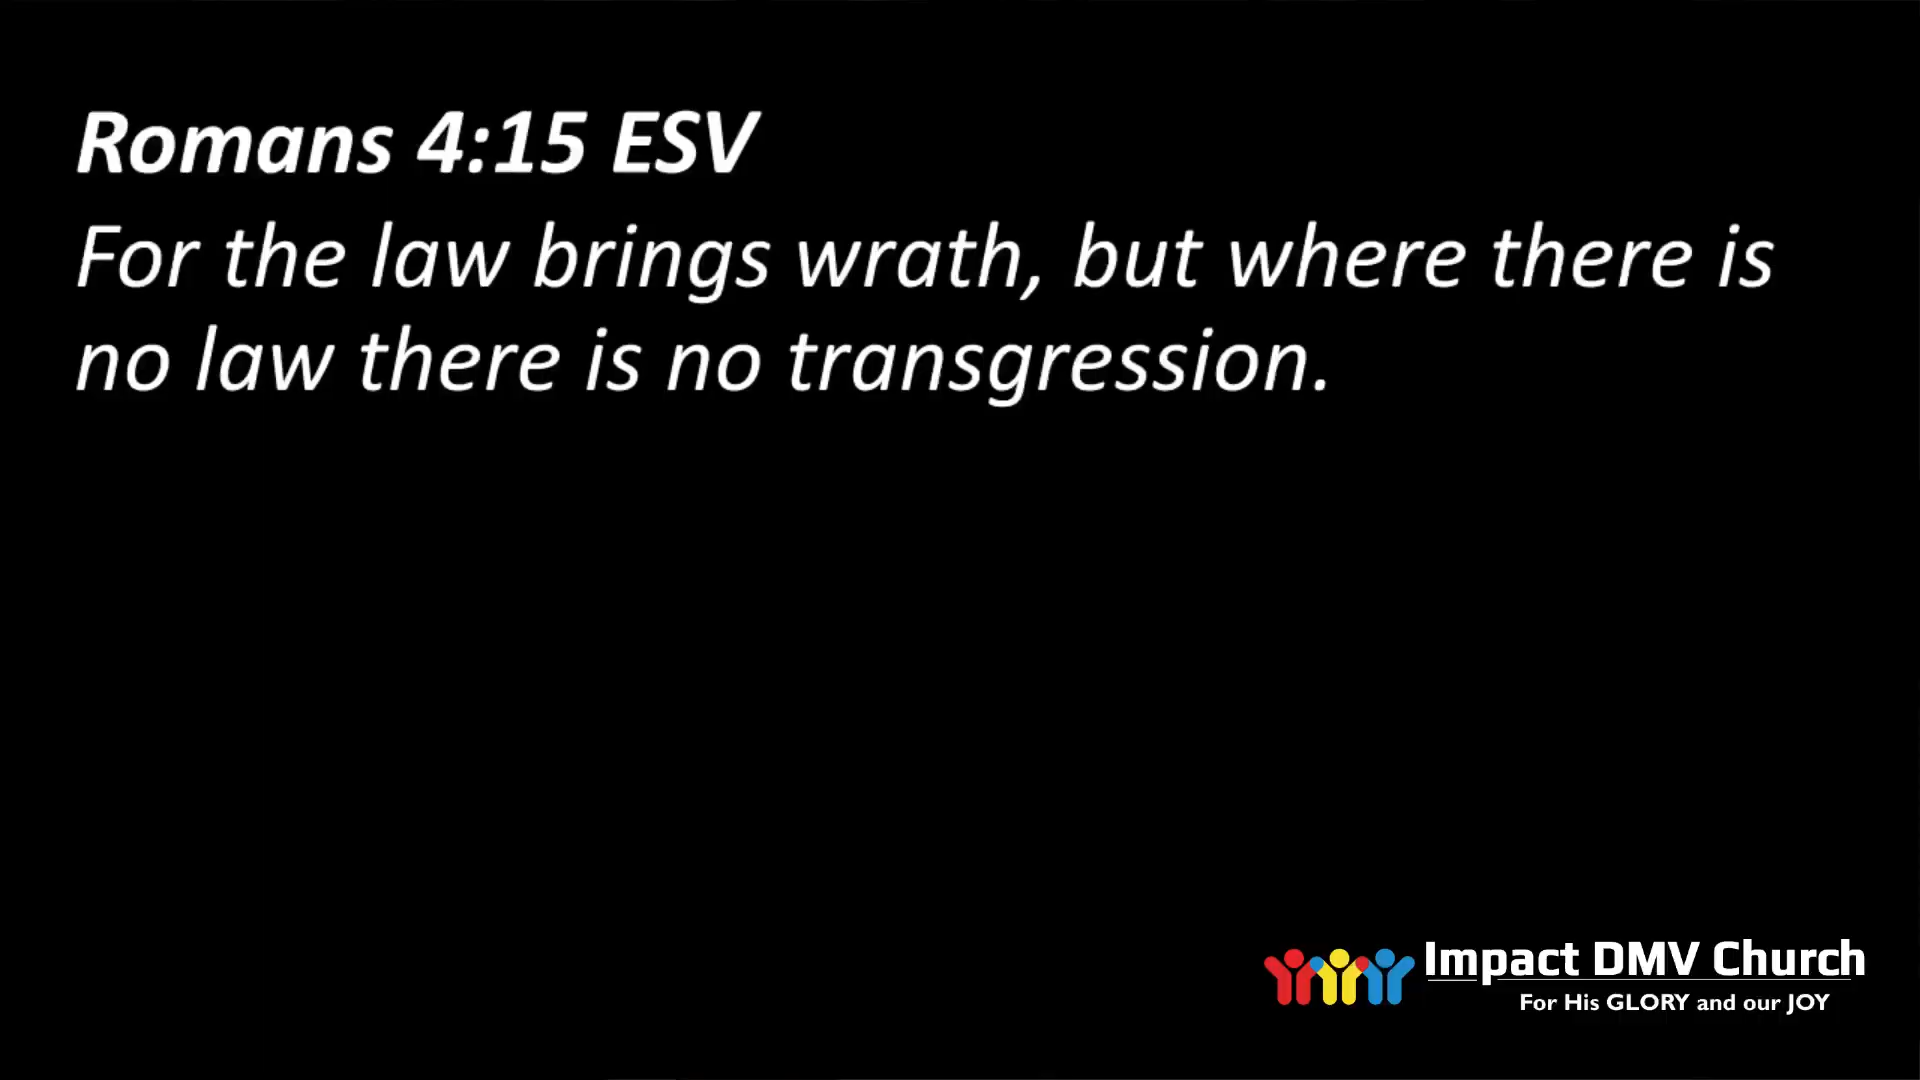 Romans 4:15 ESV
For the law brings wrath, but where there is
no law there is no transgression.
Impact DMV Church
For His GLORY and our JOY